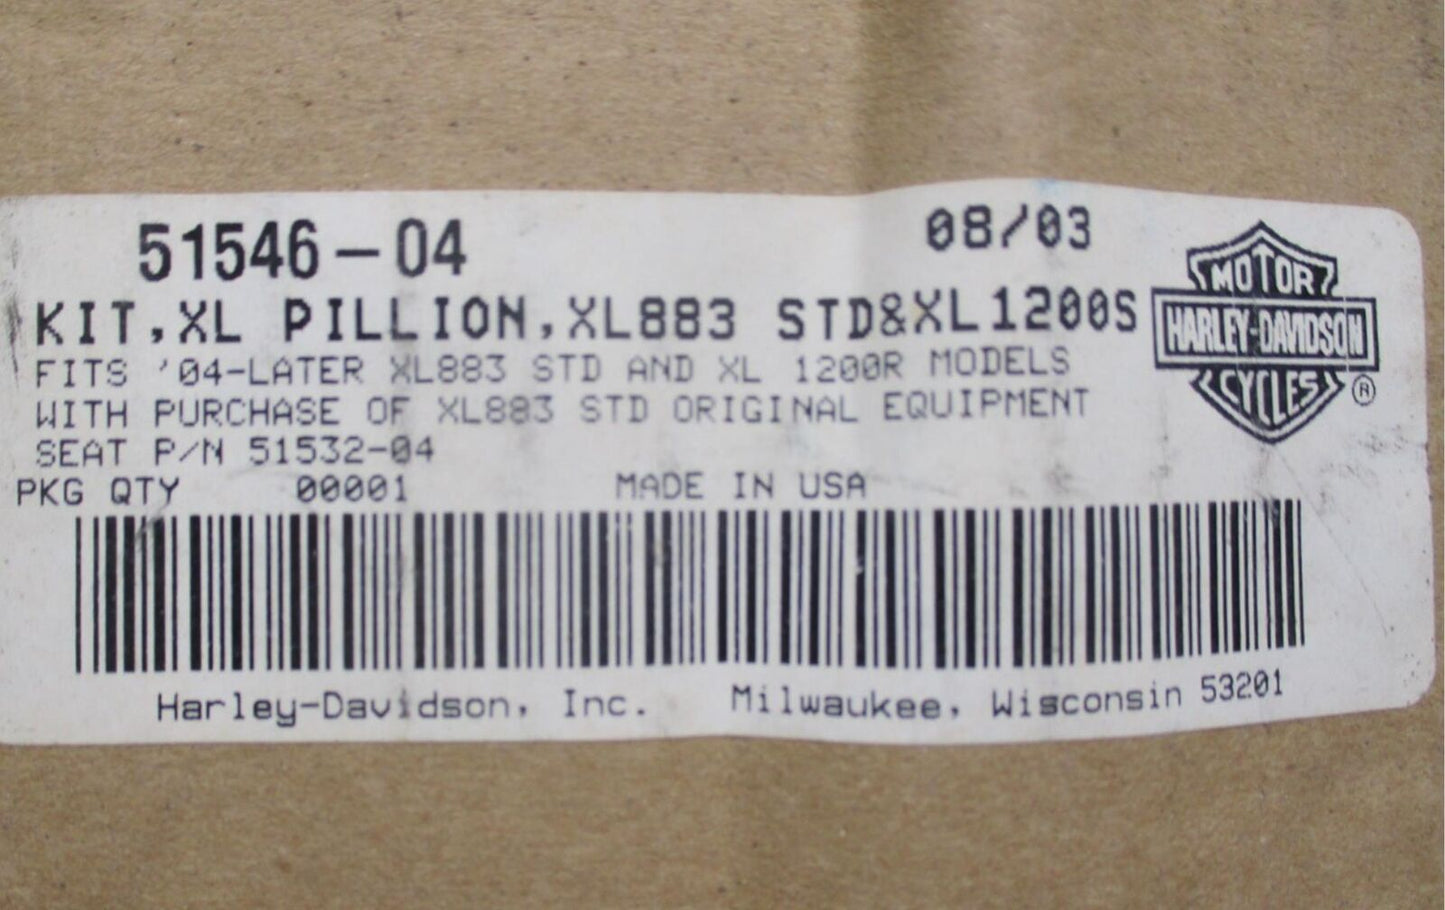 51546-04
08/03
KIT,XL PILLION,XL883 STD&XL1200S
FITS '04-LATER XL883 STD AND XL 1200R MODELS
WITH PURCHASE OF XL883 STD ORIGINAL EQUIPMENT
SEAT P/N 51532-04
PKG QTY 00001 MADE IN USA
MOTOR
HARLEY-DAVIDSON
CYCLES
®
Harley-Davidson, Inc. Milwaukee, Wisconsin 53201